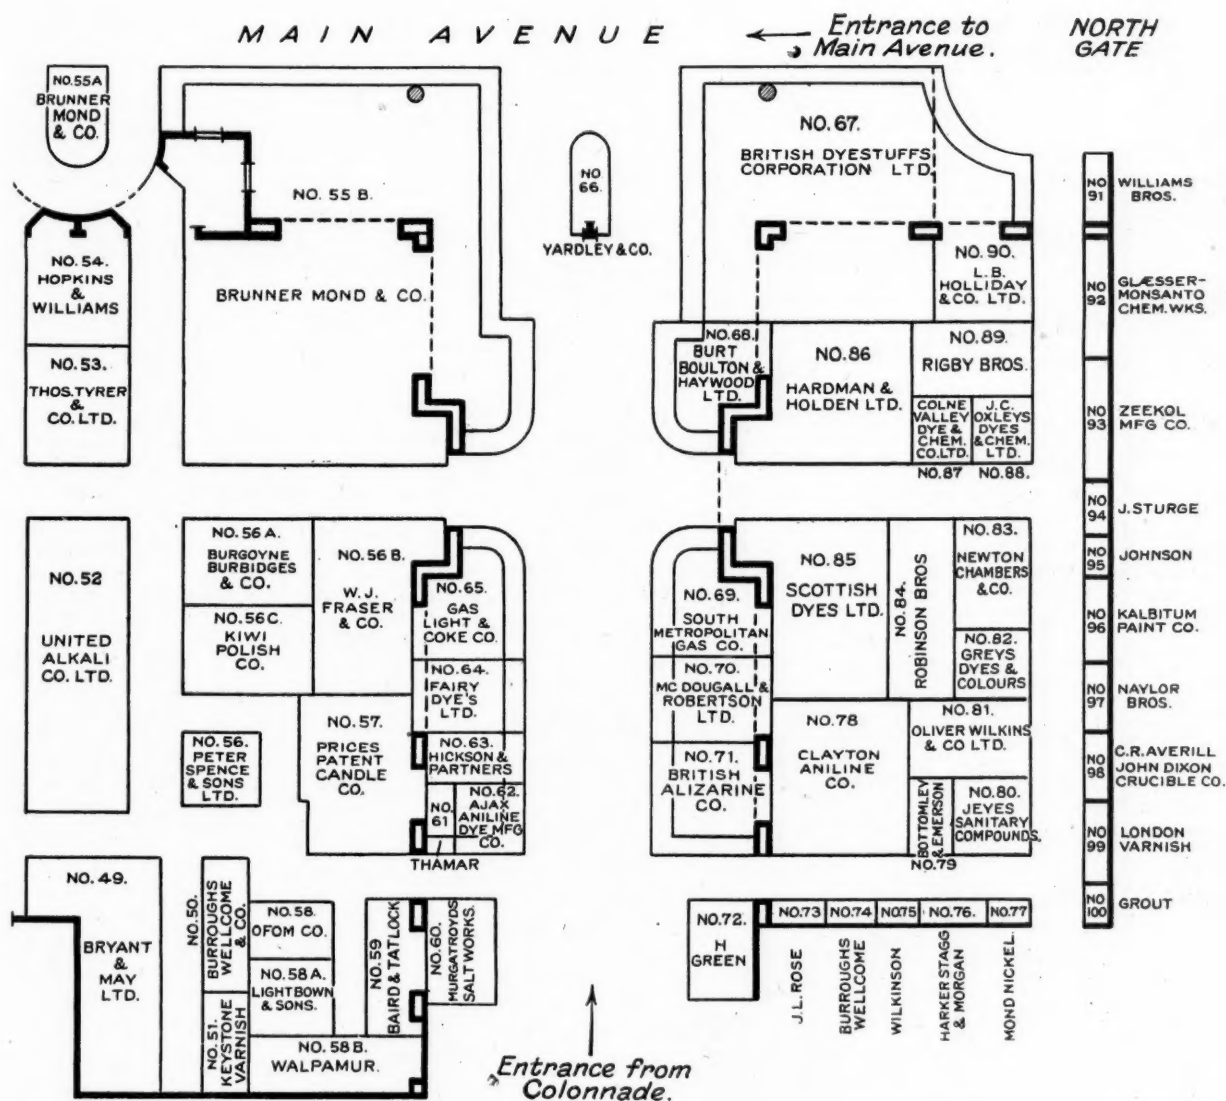 MAIN AVENUE
Entrance to
Main Avenue.
NORTH
GATE
NO.55A
BRUNNER
MOND
& CO.
NO. 55 B.
BRUNNER MOND & CO.
NO.54.
HOPKINS
&
WILLIAMS
NO.53.
THOS. TYRER
&
CO. LTD.
NO
66.
YARDLEY & CO.
NO. 67.
BRITISH DYESTUFFS
CORPORATION LTD.
NO.90.
L.B.
HOLLIDAY
& CO. LTD.
NO.68.
BURT
BOULTON &
HAYWOOD
LTD.
NO. 86
HARDMAN &
HOLDEN LTD.
NO.89.
RIGBY BROS.
COLNE
VALLEY
DYE &
CHEM.
CO.LTD.
NO.87
J.C.
OXLEYS
DYES
& CHEM.
LTD.
NO.88.
NO
91
WILLIAMS
BROS.
NO
92
GLÆSSER-
MONSANTO
CHEM. WKS.
NO
93
ZEEKOL
MFG CO.
NO
94
J. STURGE
NO
95
JOHNSON
NO
96
KALBITUM
PAINT CO.
NO
97
NAYLOR
BROS.
NO
98
C.R. AVERILL
JOHN DIXON
CRUCIBLE CO.
NO
99
LONDON
VARNISH
NO
100
GROUT
NO.52
UNITED
ALKALI
CO. LTD.
NO.56 A.
BURGOYNE
BURBIDGES
& CO.
NO.56 B.
W. J.
FRASER
& CO.
NO.56C.
KIWI
POLISH
CO.
NO.65.
GAS
LIGHT &
COKE CO.
NO.64.
FAIRY
DYE'S
LTD.
NO.57.
PRICES
PATENT
CANDLE
CO.
NO.56.
PETER
SPENCE
& SONS
LTD.
NO.63.
HICKSON &
PARTNERS
NO.
61
THAMAR
NO.62.
AJAX
ANILINE
DYE MFG
CO.
NO.69.
SOUTH
METROPOLITAN
GAS CO.
NO.70.
MC DOUGALL &
ROBERTSON
LTD.
NO.71.
BRITISH
ALIZARINE
CO.
NO.85
SCOTTISH
DYES LTD.
NO. 84.
ROBINSON BROS
NO.83.
NEWTON
CHAMBERS
& CO.
NO.82.
GREYS
DYES &
COLOURS
NO.81.
OLIVER WILKINS
& CO LTD.
NO.78
CLAYTON
ANILINE
CO.
BOTTOMLEY
& EMERSON
NO.79
NO.80.
JEYES
SANITARY
COMPOUNDS.
NO.49.
BRYANT
&
MAY
LTD.
NO.50.
BURROUGHS
WELLCOME
& CO.
NO.51.
KEYSTONE
VARNISH
NO.58.
OFOM CO.
NO.58A.
LIGHTBOWN
& SONS.
NO. 58 B.
WALPAMUR.
NO.59
BAIRD & TATLOCK
NO.60.
MURGATROYDS
SALT WORKS.
NO.72.
H
GREEN
NO.73
J.L. ROSE
NO.74
BURROUGHS
WELLCOME
NO.75
WILKINSON
NO.76.
HARKER STAGG
& MORGAN
NO.77
MOND NICKEL.
Entrance from
Colonnade.